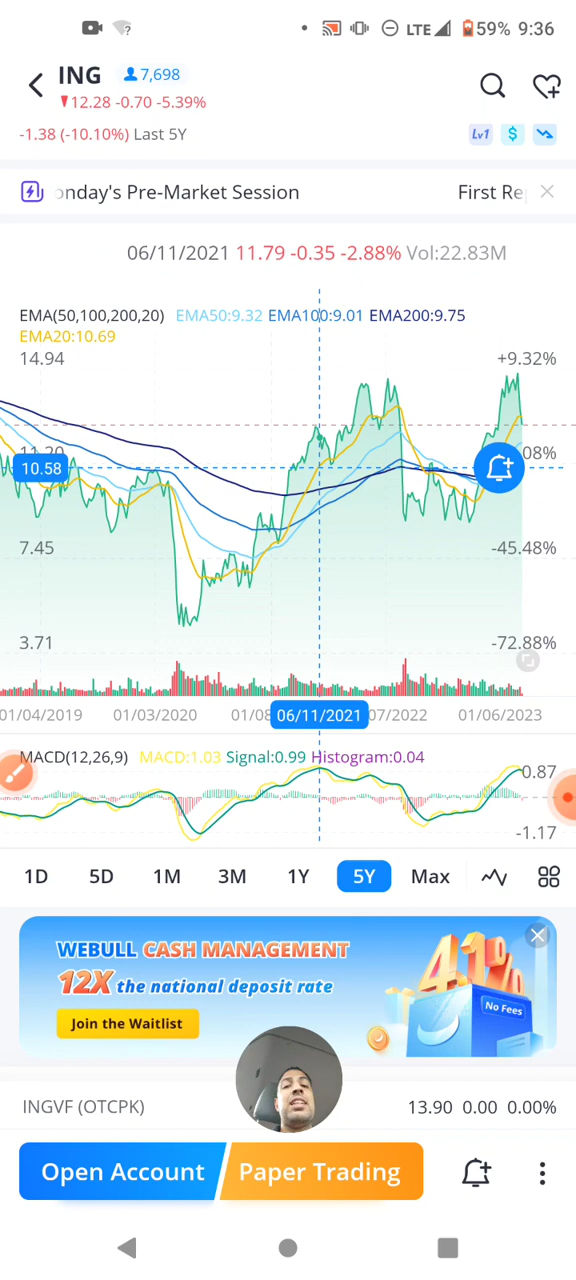 LTE 59% 9:36
ING 7,698
12.28 -0.70 -5.39%
-1.38 (-10.10%) Last 5Y Lv1 $
onday's Pre-Market Session First Re
06/11/2021 11.79 -0.35 -2.88% Vol:22.83M
EMA(50,100,200,20) EMA50:9.32 EMA100:9.01 EMA200:9.75
EMA20:10.69
14.94 +9.32%
11.20 08%
10.58
7.45 -45.48%
3.71 -72.88%
01/04/2019 01/03/2020 01/08 06/11/2021 07/2022 01/06/2023
MACD(12,26,9) MACD:1.03 Signal:0.99 Histogram:0.04
0.87
-1.17
1D 5D 1M 3M 1Y 5Y Max
WEBULL CASH MANAGEMENT
12X the national deposit rate
Join the Waitlist
4.1%
No Fees
INGVF (OTCPK) 13.90 0.00 0.00%
Open Account Paper Trading